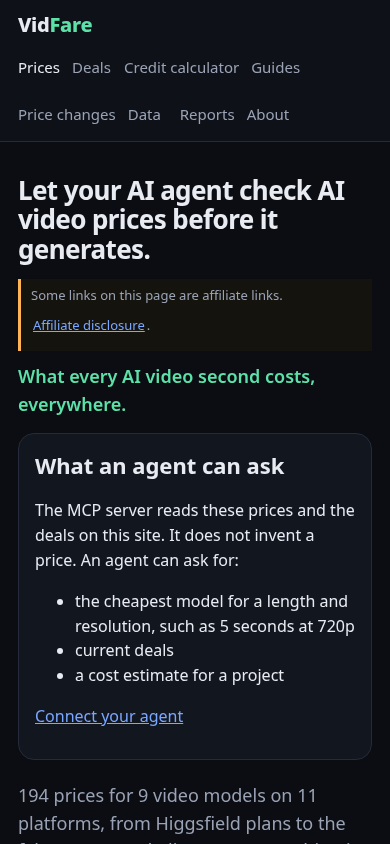 VidFare
Prices Deals Credit calculator Guides
Price changes Data Reports About
Let your AI agent check AI
video prices before it
generates.
Some links on this page are affiliate links.
Affiliate disclosure.
What every AI video second costs,
everywhere.
What an agent can ask
The MCP server reads these prices and the
deals on this site. It does not invent a
price. An agent can ask for:
• the cheapest model for a length and
resolution, such as 5 seconds at 720p
• current deals
• a cost estimate for a project
Connect your agent
194 prices for 9 video models on 11
platforms, from Higgsfield plans to the